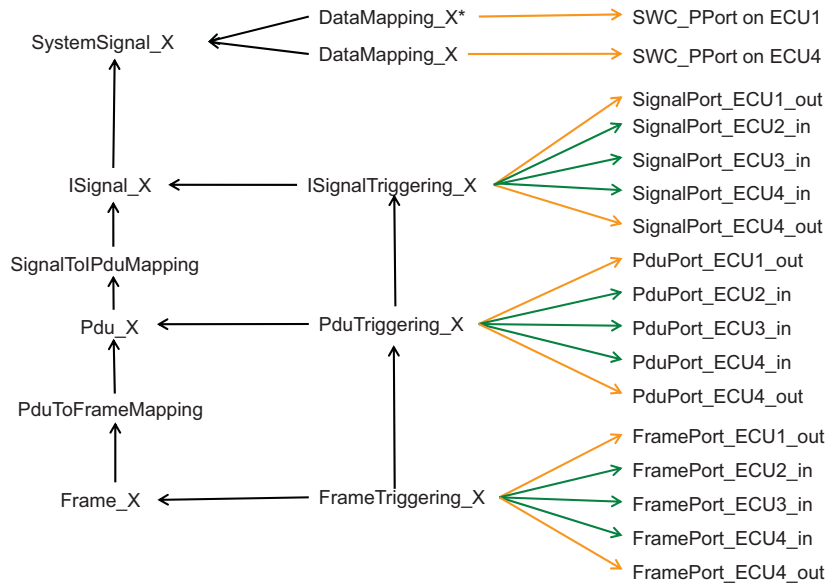 DataMapping_X*
SWC_PPort on ECU1
SystemSignal_X
DataMapping_X
SWC_PPort on ECU4
SignalPort_ECU1_out
SignalPort_ECU2_in
SignalPort_ECU3_in
ISignal_X
ISignalTriggering_X
SignalPort_ECU4_in
SignalPort_ECU4_out
SignalToIPduMapping
PduPort_ECU1_out
PduPort_ECU2_in
Pdu_X
PduTriggering_X
PduPort_ECU3_in
PduPort_ECU4_in
PduPort_ECU4_out
PduToFrameMapping
FramePort_ECU1_out
FramePort_ECU2_in
Frame_X
FrameTriggering_X
FramePort_ECU3_in
FramePort_ECU4_in
FramePort_ECU4_out